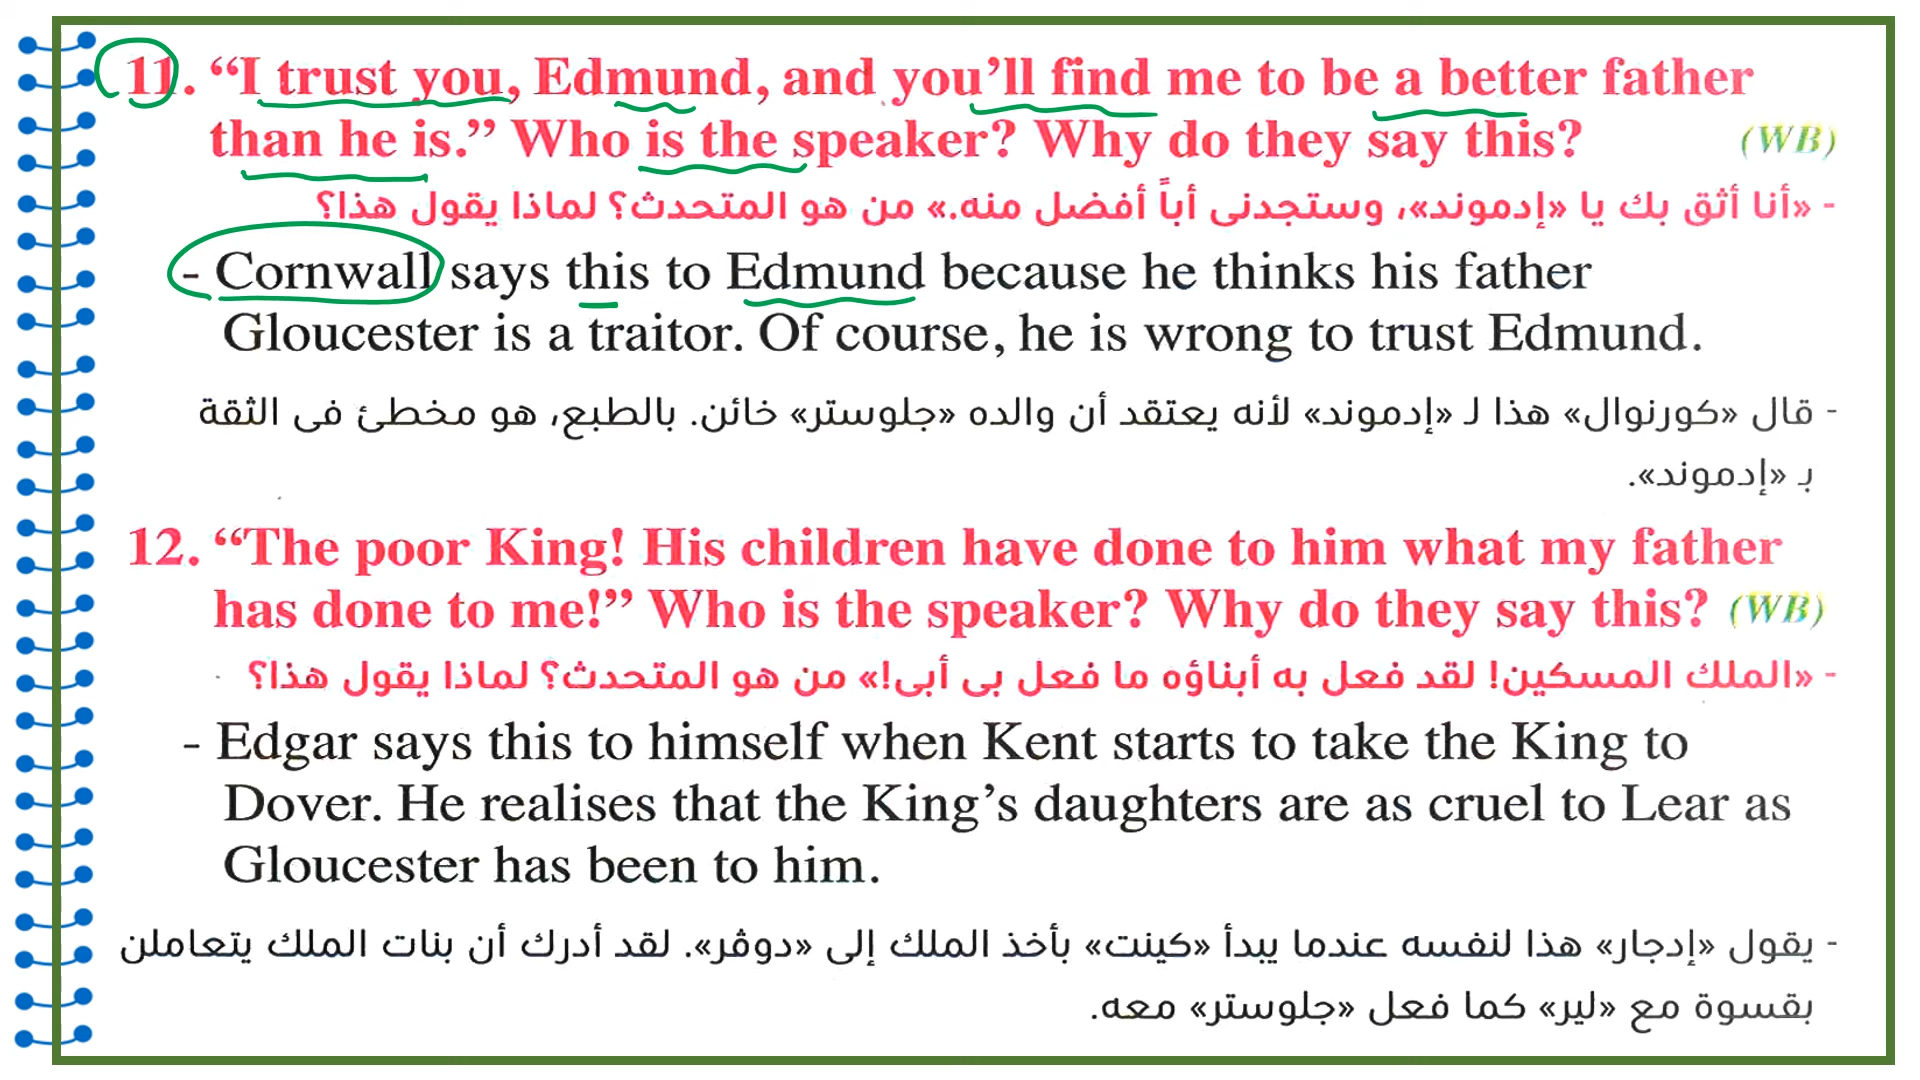 11. “I trust you, Edmund, and you’ll find me to be a better father
than he is.” Who is the speaker? Why do they say this? (WB)
- «أنا أثق بك يا «إدموند»، وستجدنى أباً أفضل منه.» من هو المتحدث؟ لماذا يقول هذا؟
- Cornwall says this to Edmund because he thinks his father
Gloucester is a traitor. Of course, he is wrong to trust Edmund.
- قال «كورنوال» هذا لـ «إدموند» لأنه يعتقد أن والده «جلوستر» خائن. بالطبع، هو مخطئ فى الثقة
بـ «إدموند».
12. “The poor King! His children have done to him what my father
has done to me!” Who is the speaker? Why do they say this? (WB)
- «الملك المسكين! لقد فعل به أبناؤه ما فعل بى أبى!» من هو المتحدث؟ لماذا يقول هذا؟
- Edgar says this to himself when Kent starts to take the King to
Dover. He realises that the King’s daughters are as cruel to Lear as
Gloucester has been to him.
- يقول «إدجار» هذا لنفسه عندما يبدأ «كينت» بأخذ الملك إلى «دوڤر». لقد أدرك أن بنات الملك يتعاملن
بقسوة مع «لير» كما فعل «جلوستر» معه.